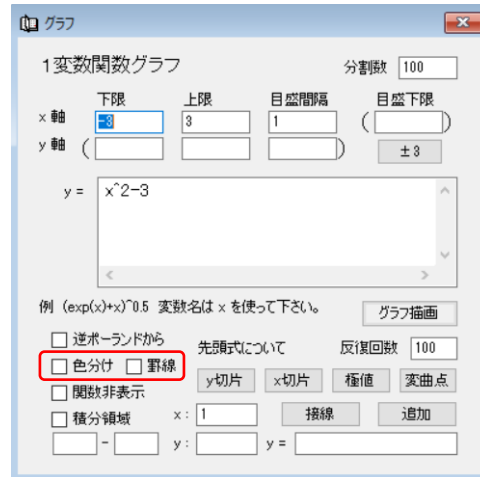 グラフ
1変数関数グラフ 分割数 100
下限 上限 目盛間隔 目盛下限
x 軸 -3 3 1 ( )
y 軸 ( ) ±3
y = x^2-3
例 (exp(x)+x)^0.5 変数名は x を使って下さい。 グラフ描画
逆ポーランドから 先頭式について 反復回数 100
色分け 罫線 y切片 x切片 極値 変曲点
関数非表示
積分領域 x : 1 接線 追加
- y : y =